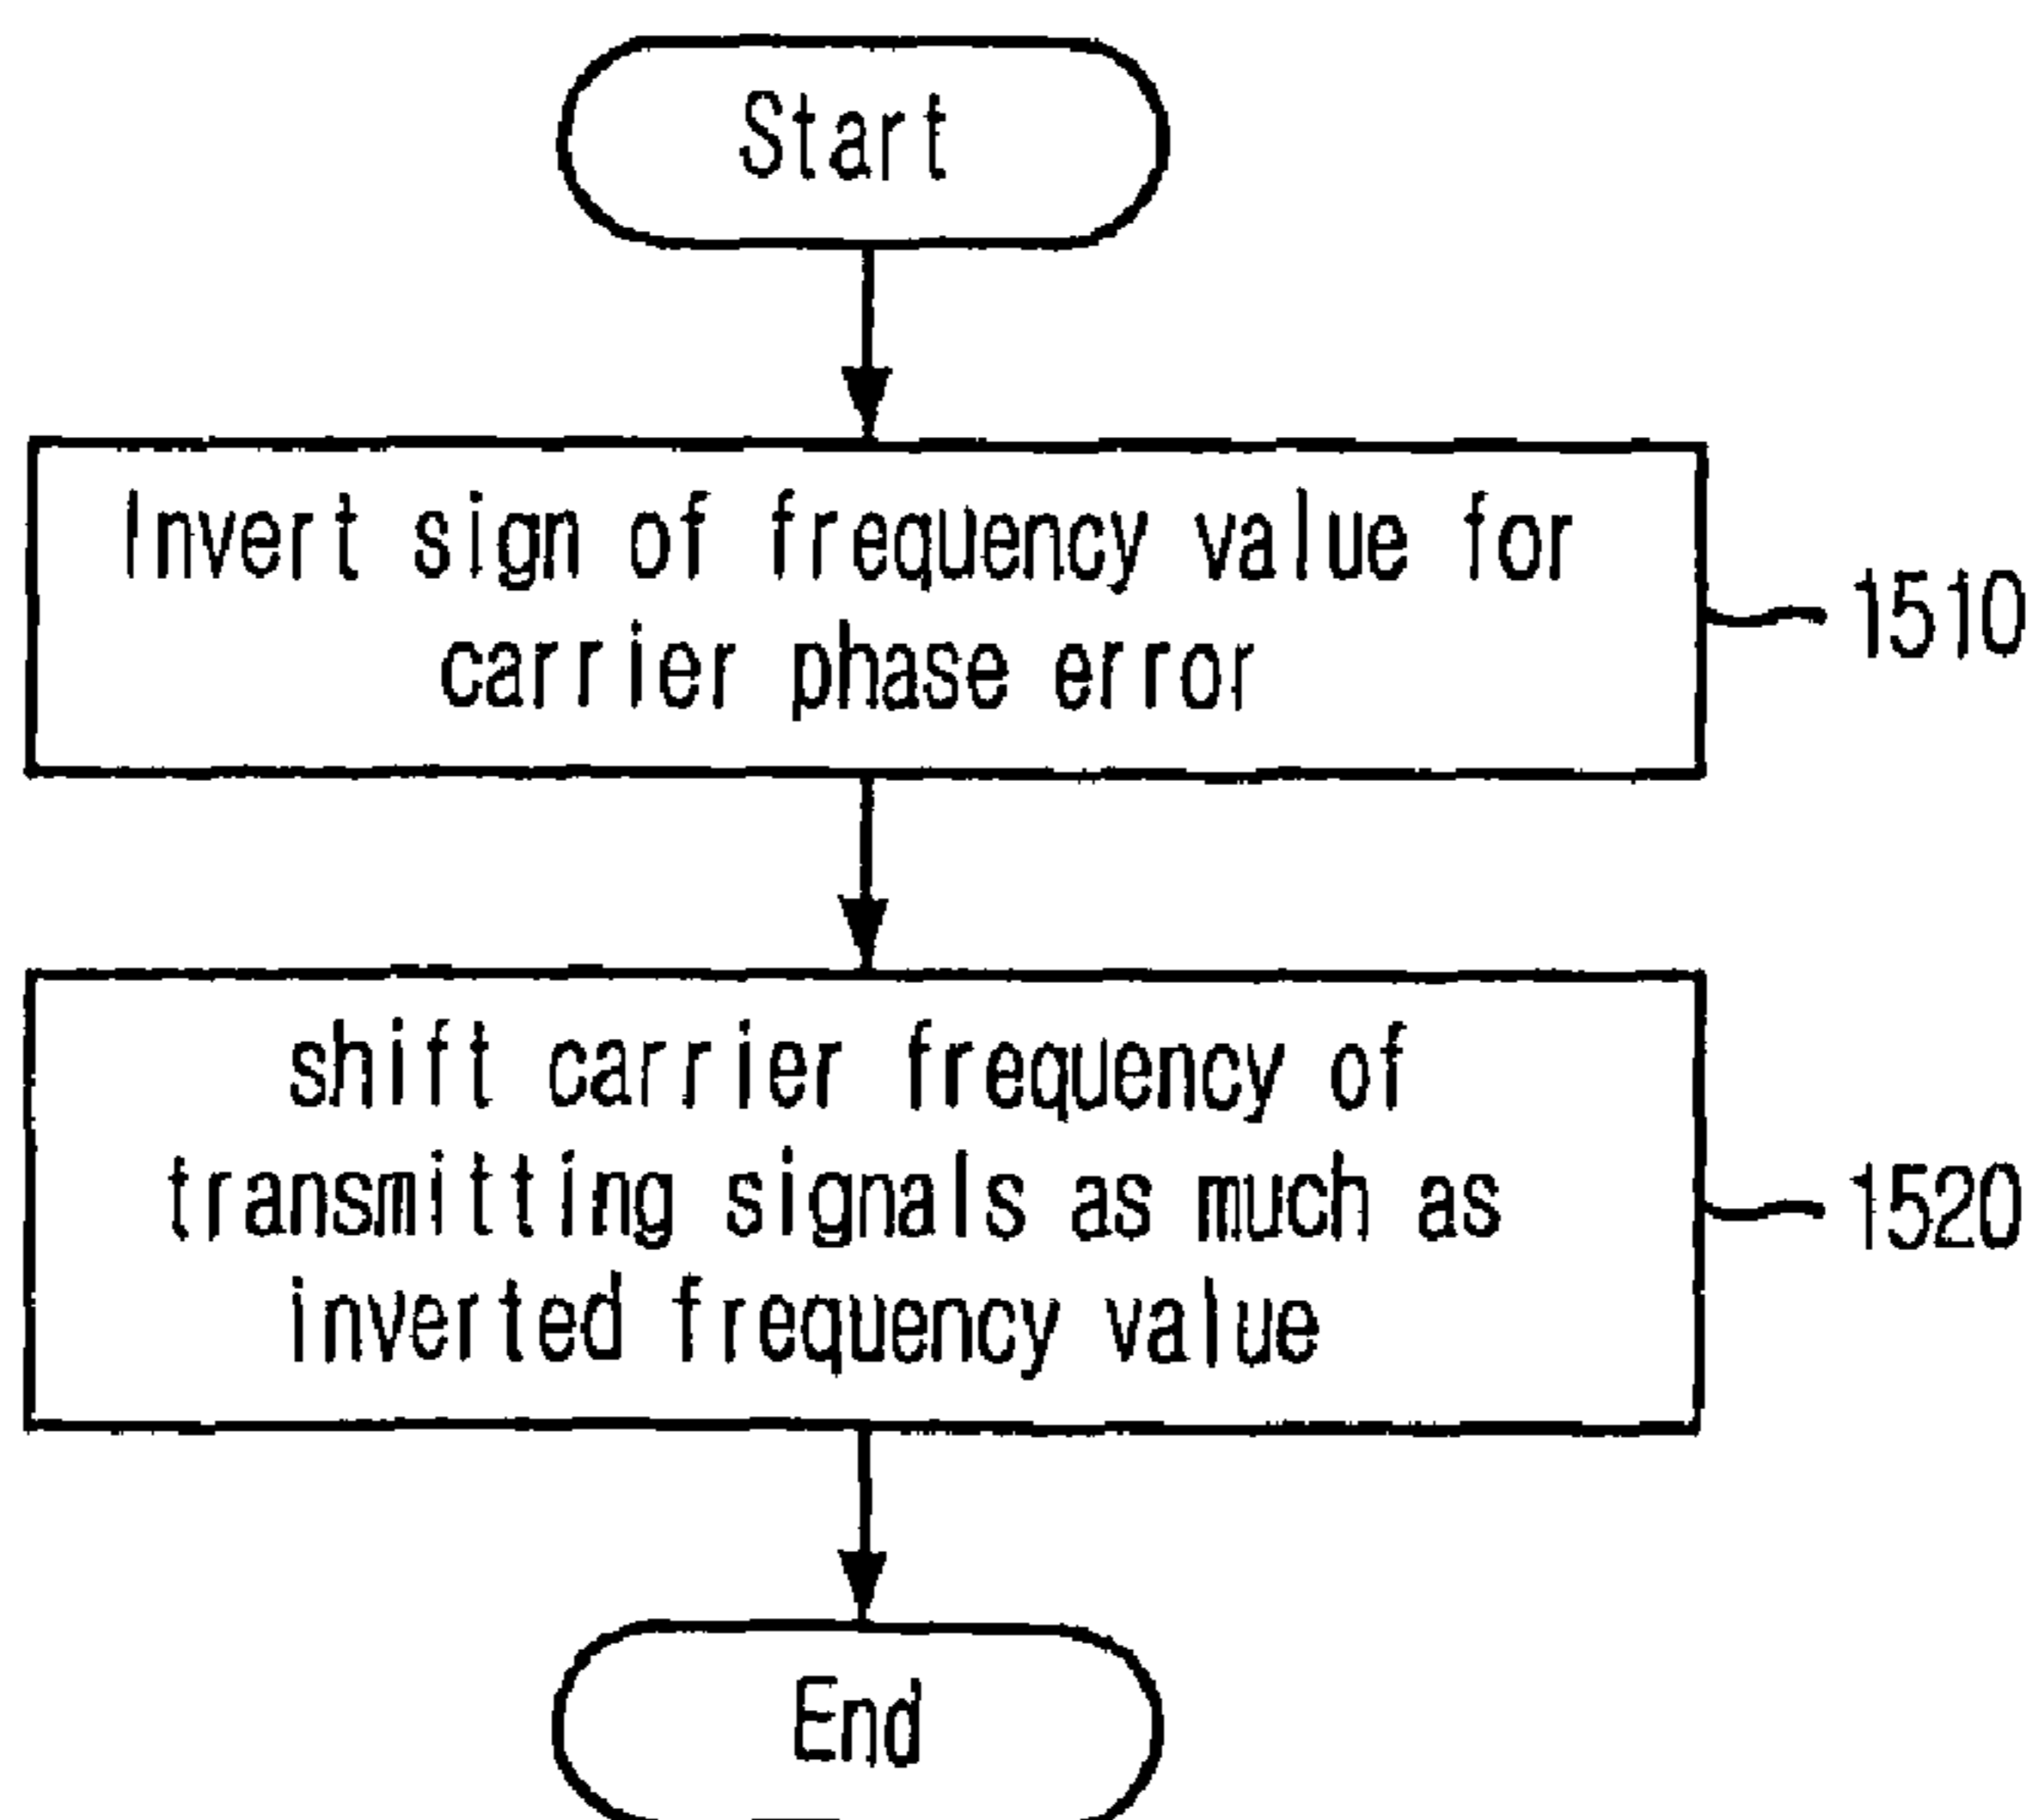 Start
Invert sign of frequency value for
carrier phase error
1510
shift carrier frequency of
transmitting signals as much as
inverted frequency value
1520
End